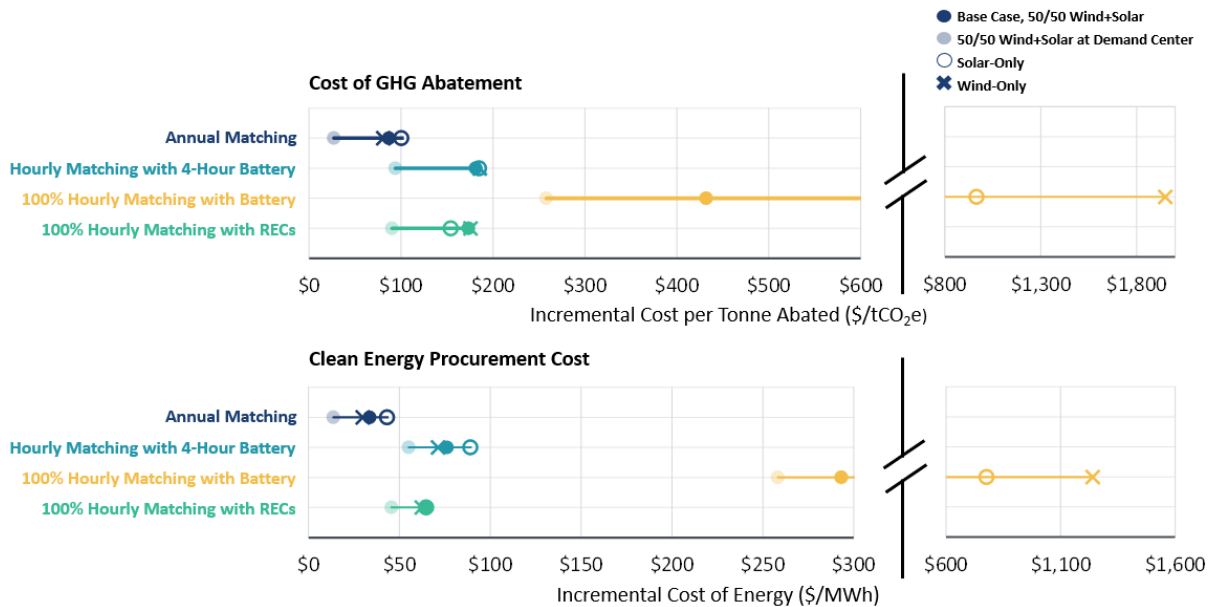 Base Case, 50/50 Wind+Solar
50/50 Wind+Solar at Demand Center
Solar-Only
Wind-Only
Cost of GHG Abatement
Annual Matching
Hourly Matching with 4-Hour Battery
100% Hourly Matching with Battery
100% Hourly Matching with RECs
$0 $100 $200 $300 $400 $500 $600 $800 $1,300 $1,800
Incremental Cost per Tonne Abated ($/tCO₂e)
Clean Energy Procurement Cost
Annual Matching
Hourly Matching with 4-Hour Battery
100% Hourly Matching with Battery
100% Hourly Matching with RECs
$0 $50 $100 $150 $200 $250 $300 $600 $1,100 $1,600
Incremental Cost of Energy ($/MWh)